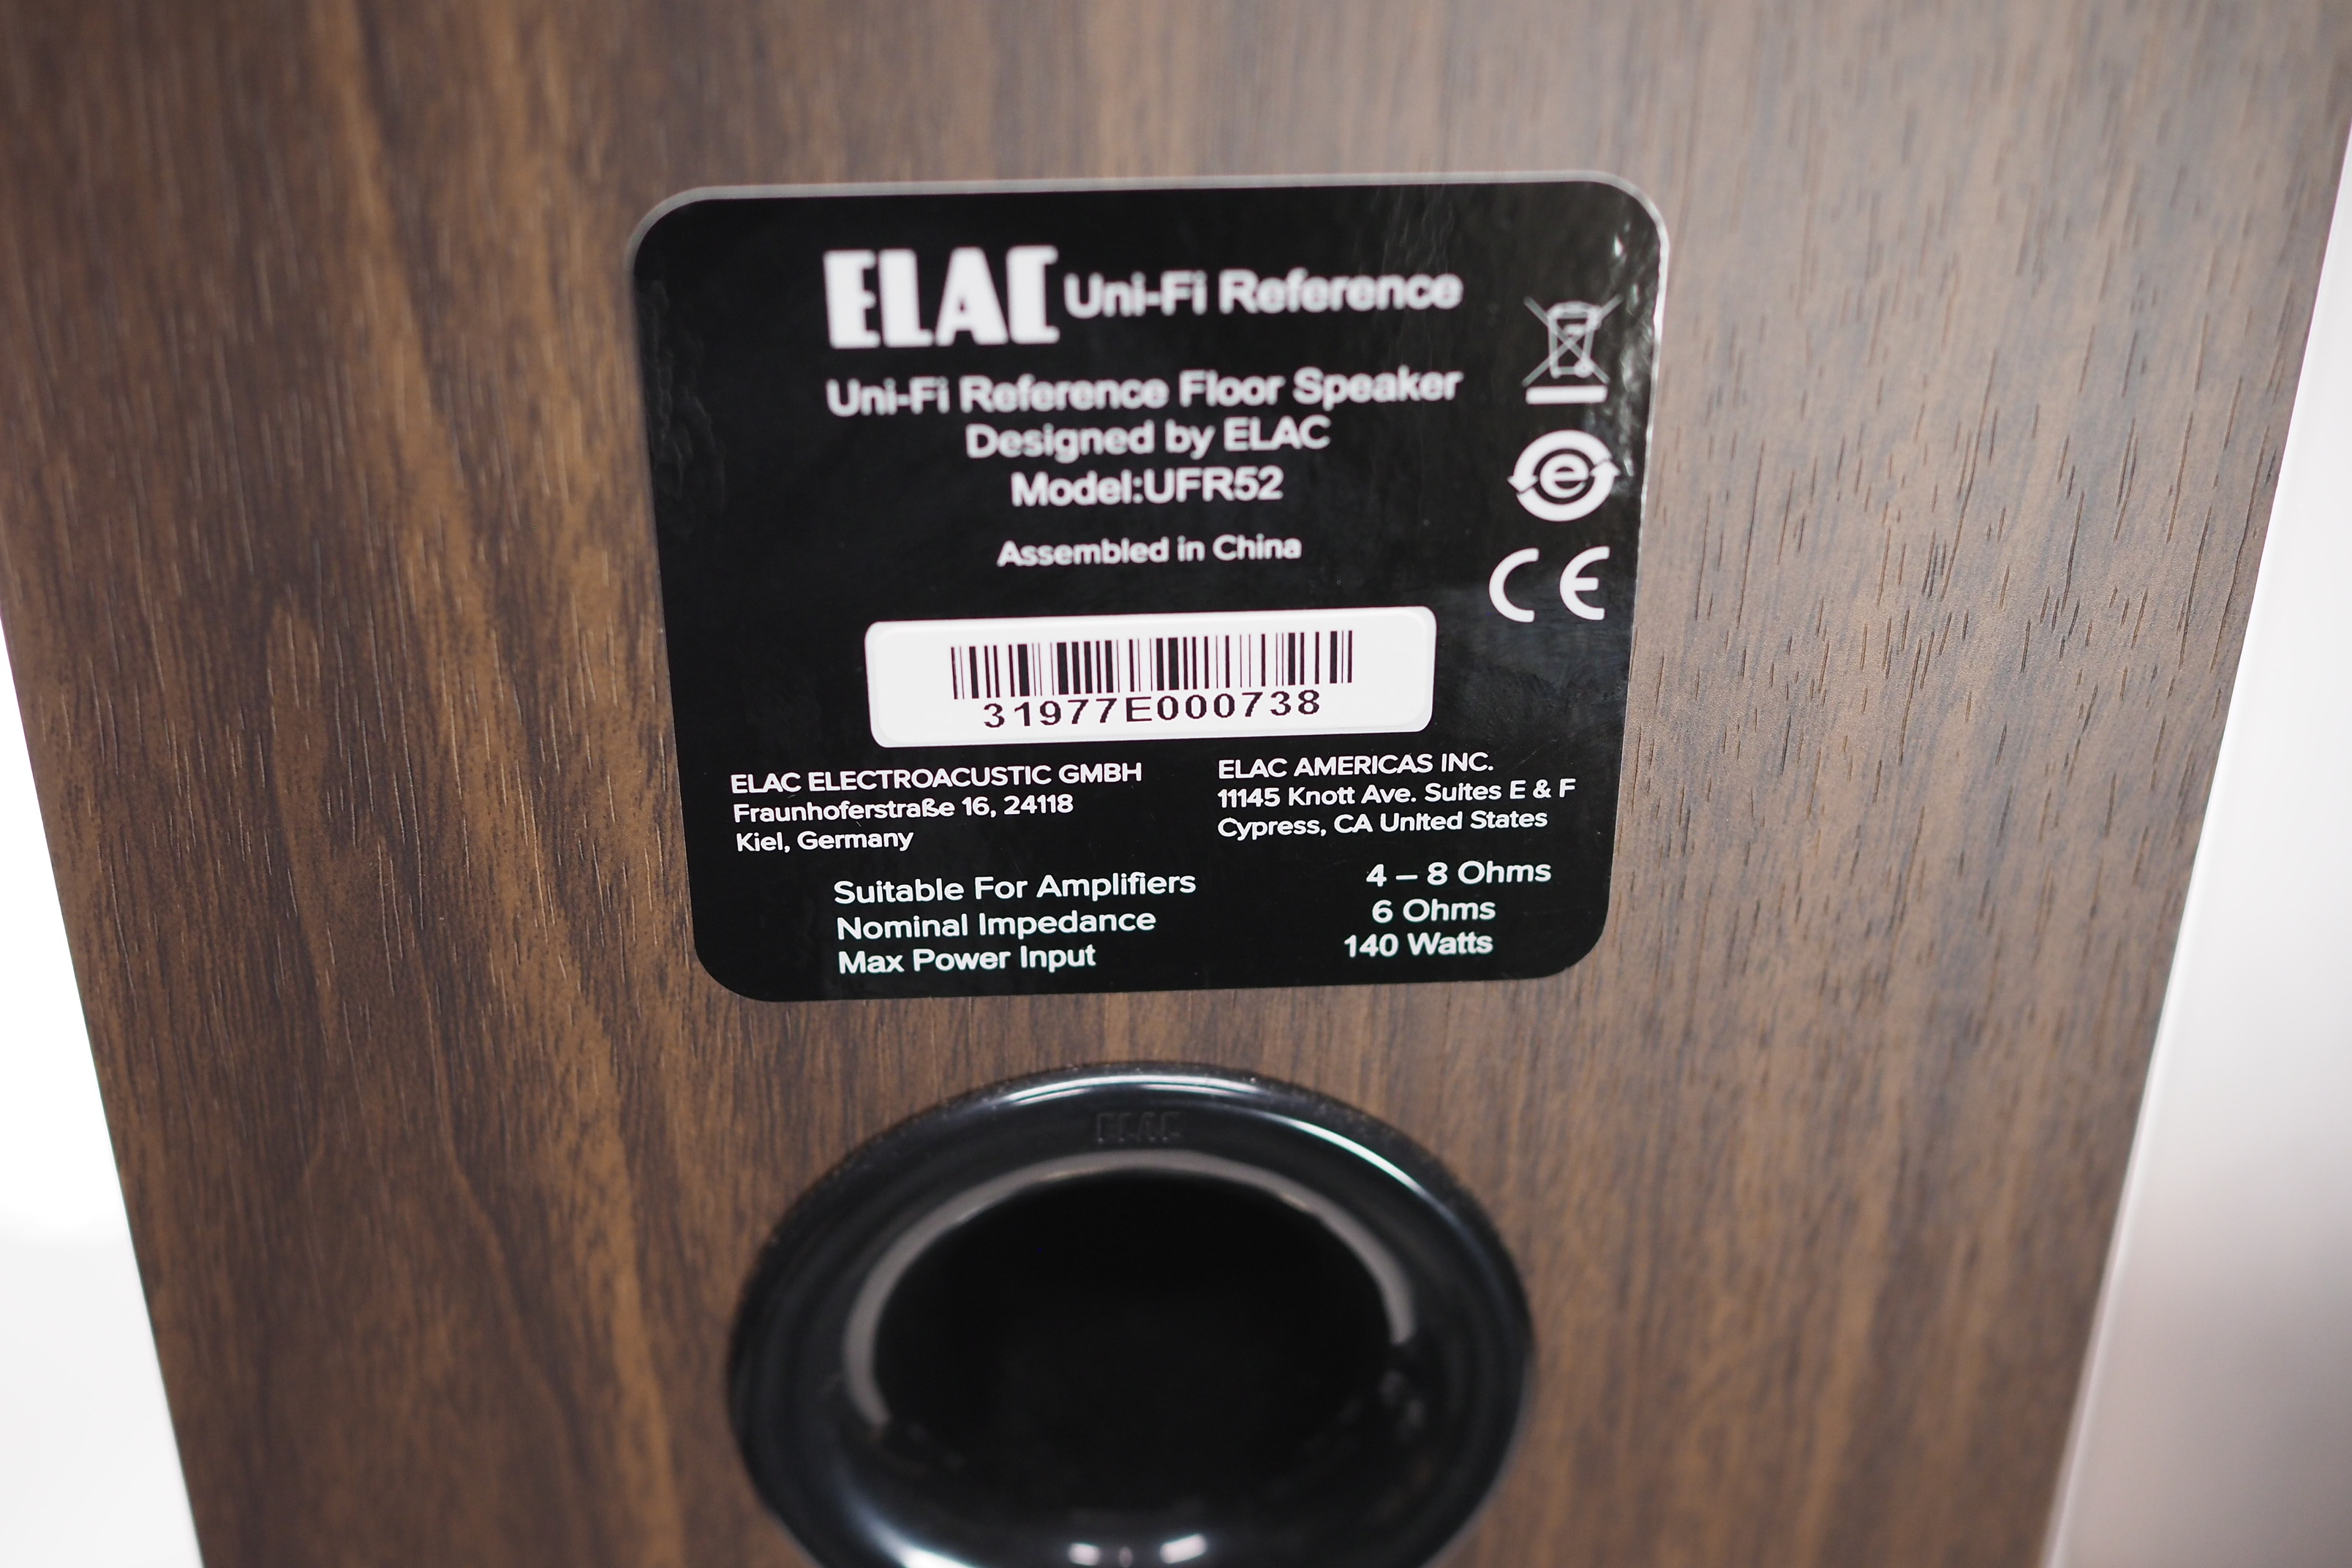 ELAC Uni-Fi Reference
Uni-Fi Reference Floor Speaker
Designed by ELAC
Model:UFR52
Assembled in China
e
CE
31977E000738
ELAC ELECTROACUSTIC GMBH
Fraunhoferstraße 16, 24118
Kiel, Germany
ELAC AMERICAS INC.
11145 Knott Ave. Suites E & F
Cypress, CA United States
Suitable For Amplifiers 4 – 8 Ohms
Nominal Impedance 6 Ohms
Max Power Input 140 Watts
ELAC